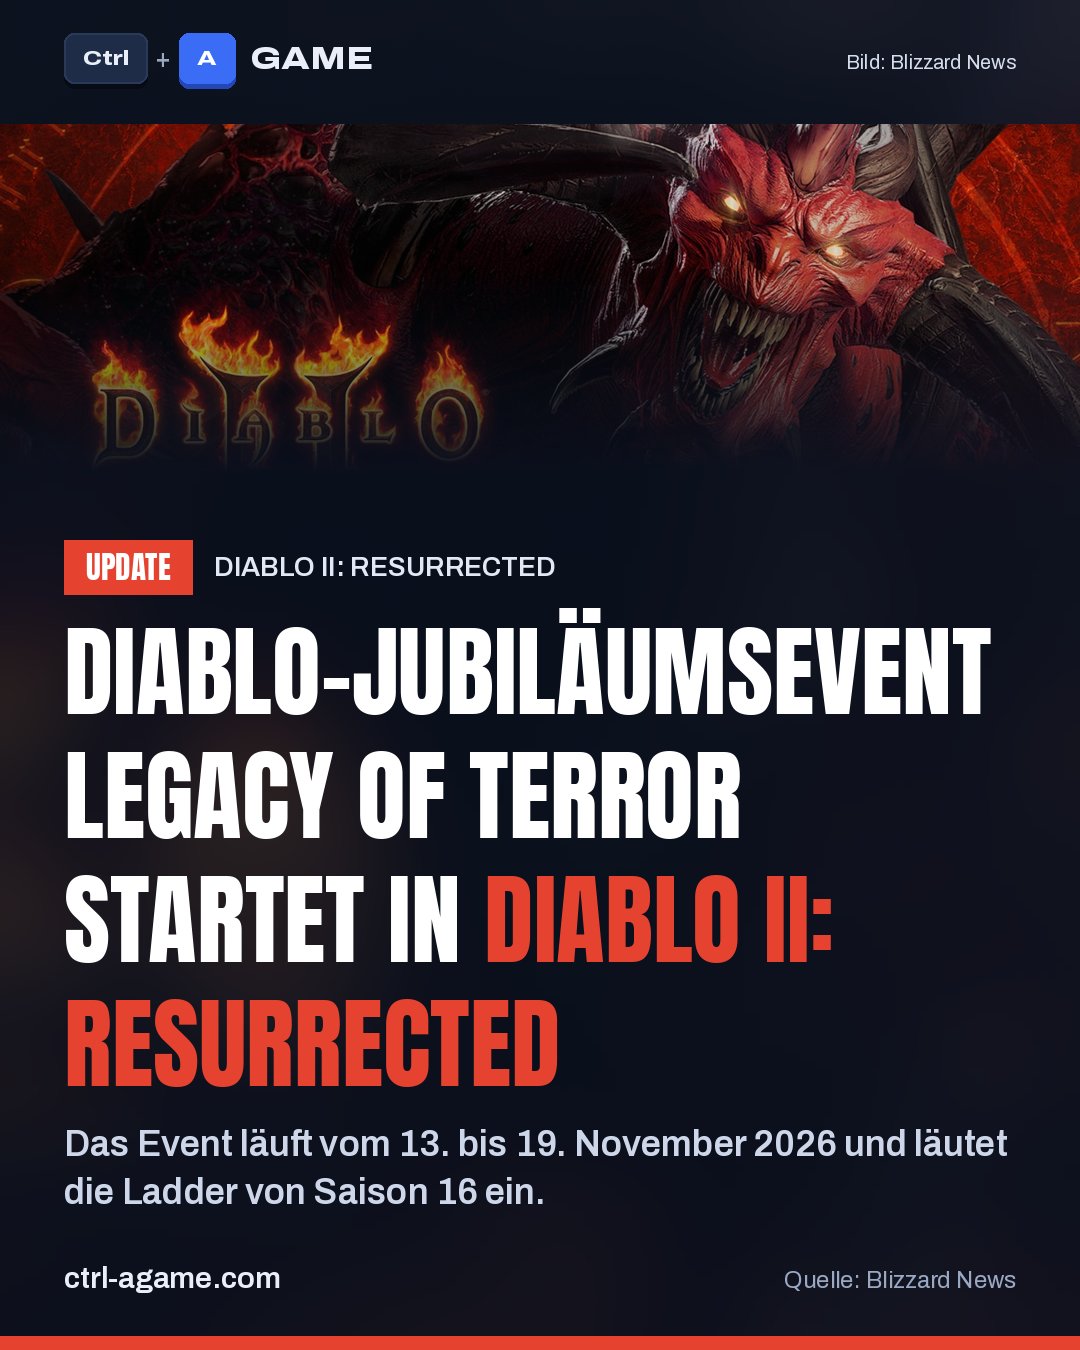 Ctrl + A GAME
Bild: Blizzard News
DIABLO
II
UPDATE DIABLO II: RESURRECTED
DIABLO-JUBILÄUMSEVENT
LEGACY OF TERROR
STARTET IN DIABLO II:
RESURRECTED
Das Event läuft vom 13. bis 19. November 2026 und läutet
die Ladder von Saison 16 ein.
ctrl-agame.com
Quelle: Blizzard News